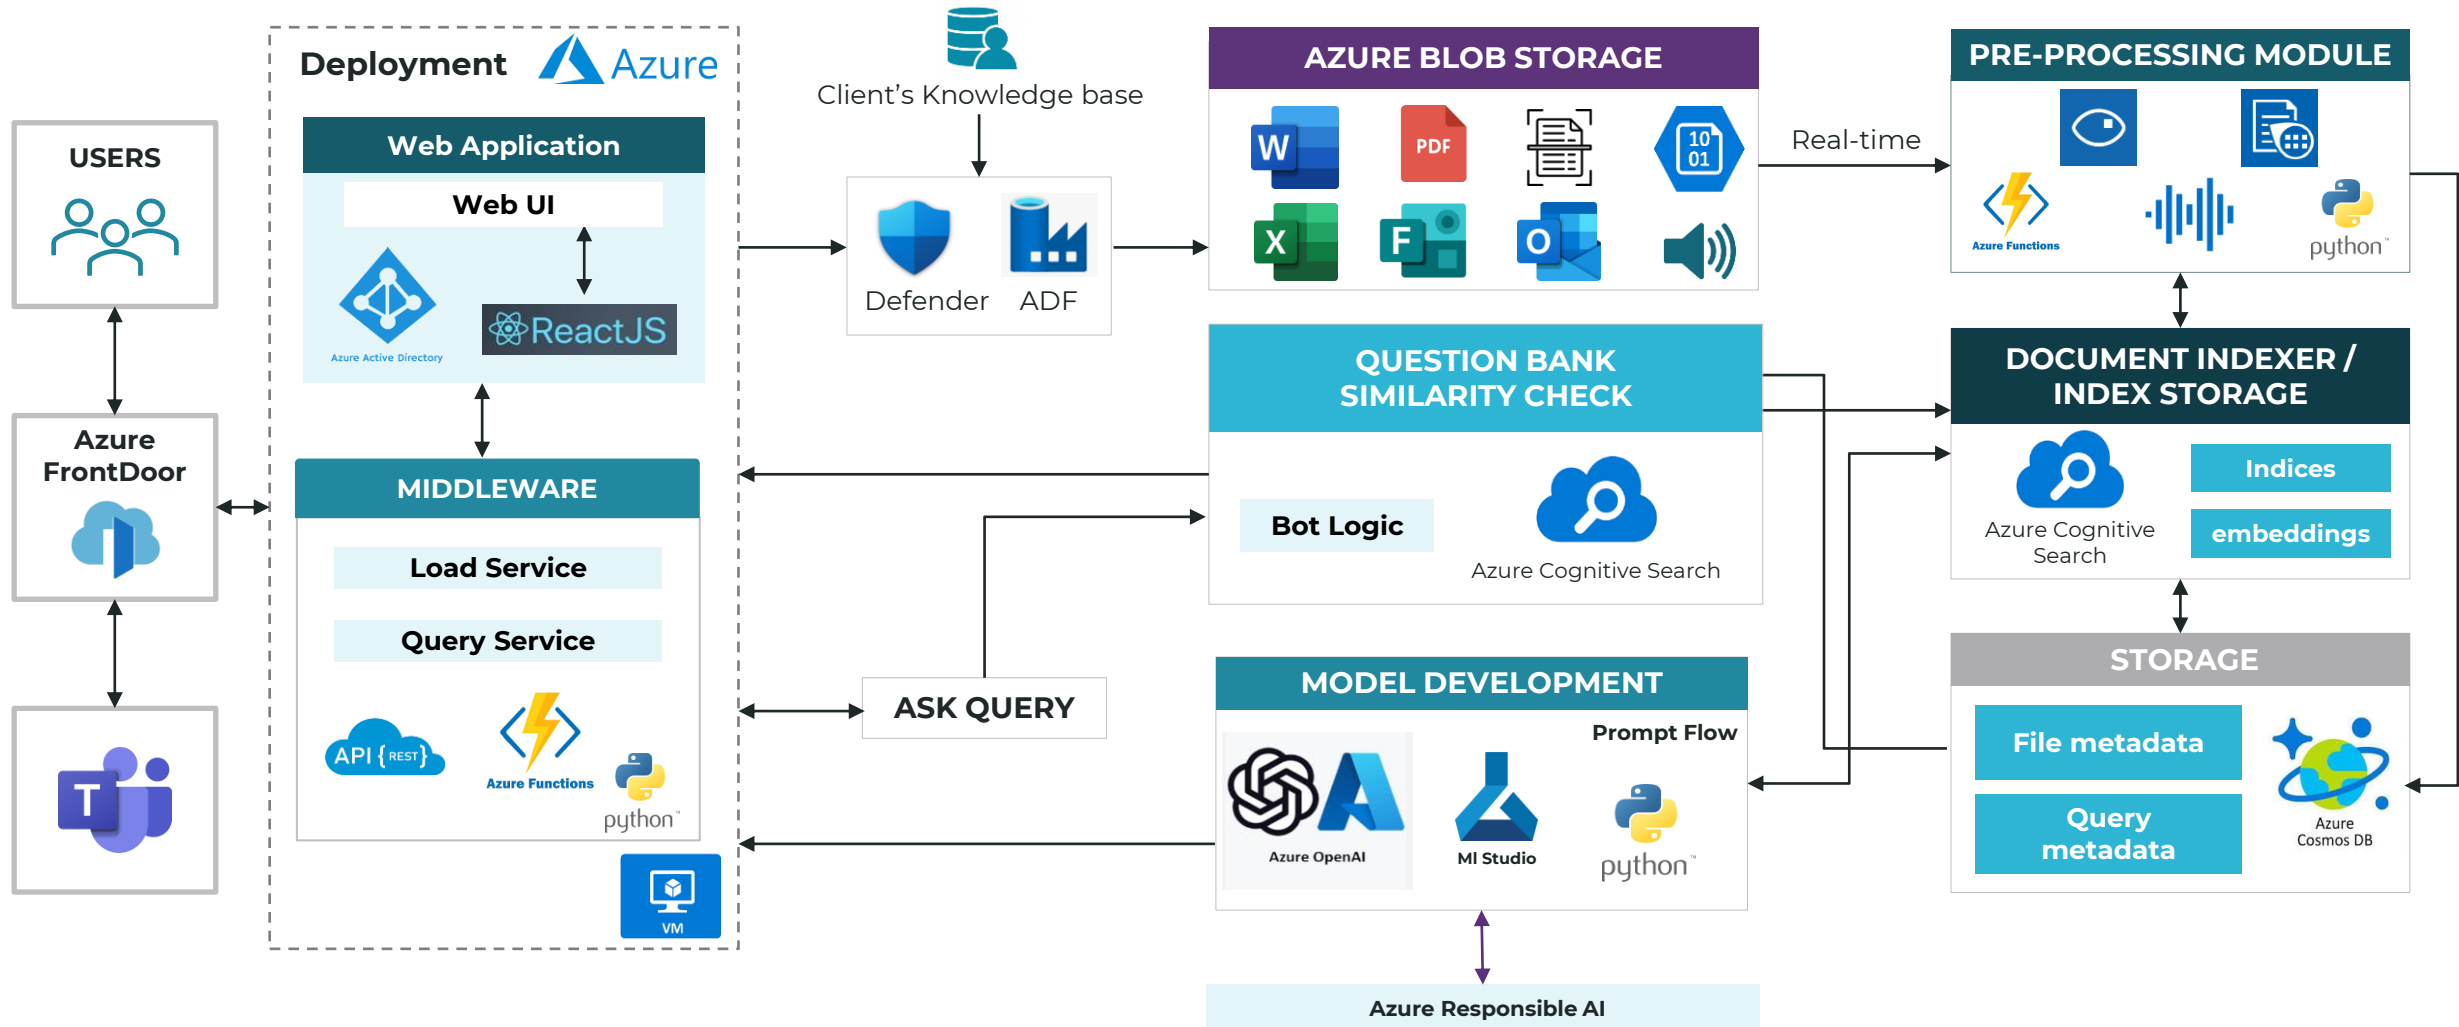 USERS
Azure
FrontDoor
T
Deployment
Azure
Web Application
Web UI
Azure Active Directory
ReactJS
MIDDLEWARE
Load Service
Query Service
API { REST }
Azure Functions
python™
VM
Client’s Knowledge base
Defender
ADF
ASK QUERY
AZURE BLOB STORAGE
W
PDF
10
01
X
F
O
Real-time
QUESTION BANK
SIMILARITY CHECK
Bot Logic
Azure Cognitive Search
MODEL DEVELOPMENT
Prompt Flow
Azure OpenAI
Ml Studio
python™
Azure Responsible AI
PRE-PROCESSING MODULE
Azure Functions
python™
DOCUMENT INDEXER /
INDEX STORAGE
Azure Cognitive
Search
Indices
embeddings
STORAGE
File metadata
Query
metadata
Azure
Cosmos DB